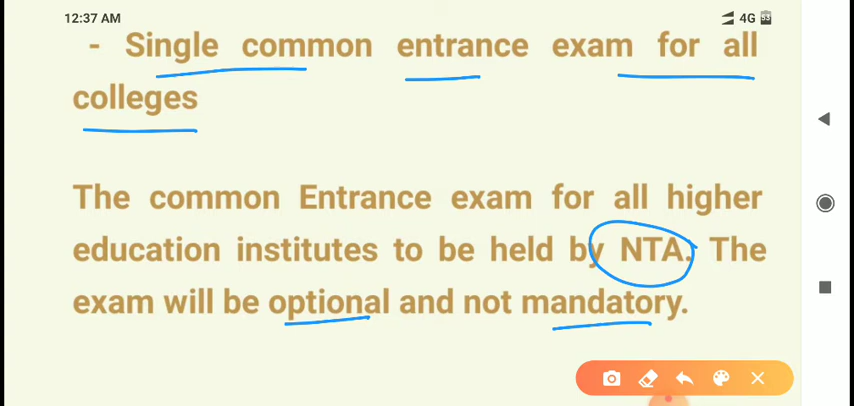 12:37 AM
4G 93
- Single common entrance exam for all
colleges
The common Entrance exam for all higher
education institutes to be held by NTA. The
exam will be optional and not mandatory.